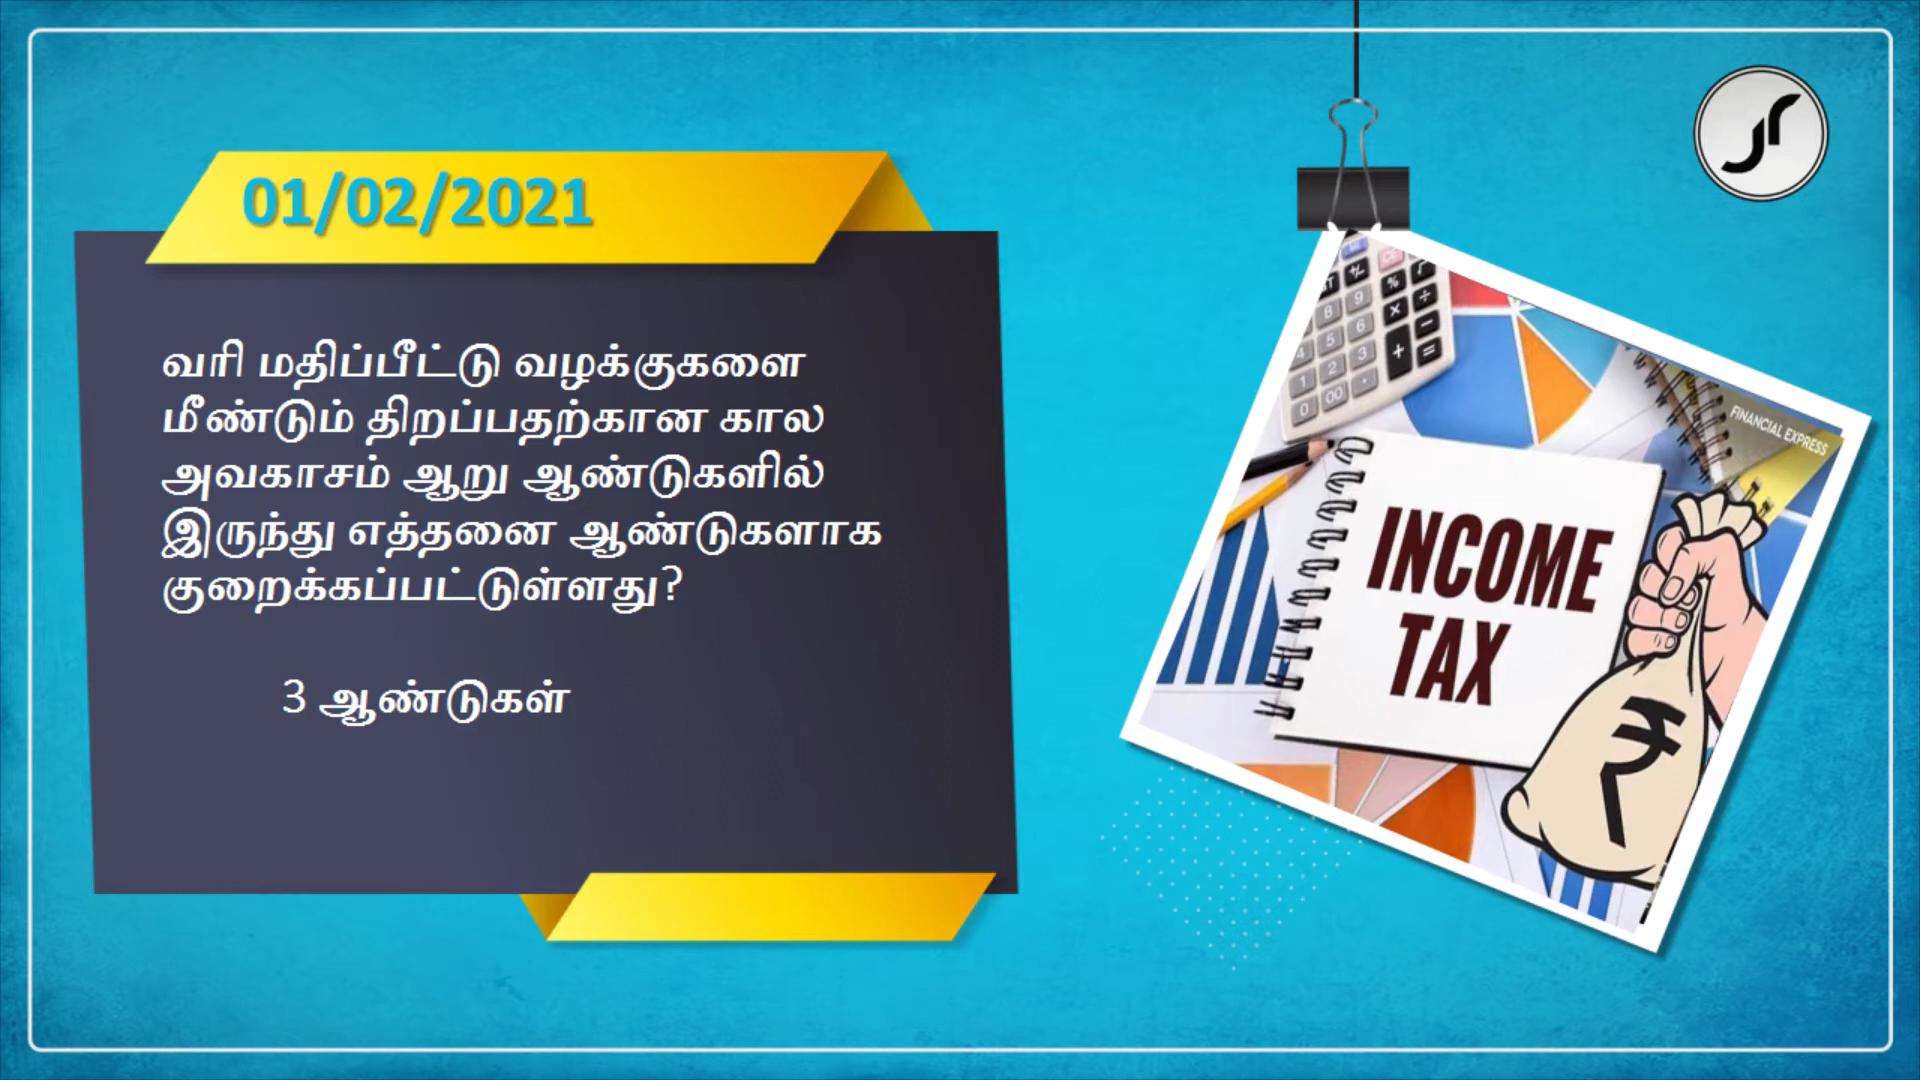 01/02/2021
வரி மதிப்பீட்டு வழக்குகளை
மீண்டும் திறப்பதற்கான கால
அவகாசம் ஆறு ஆண்டுகளில்
இருந்து எத்தனை ஆண்டுகளாக
குறைக்கப்பட்டுள்ளது?
3 ஆண்டுகள்
FINANCIAL EXPRESS
INCOME
TAX
₹